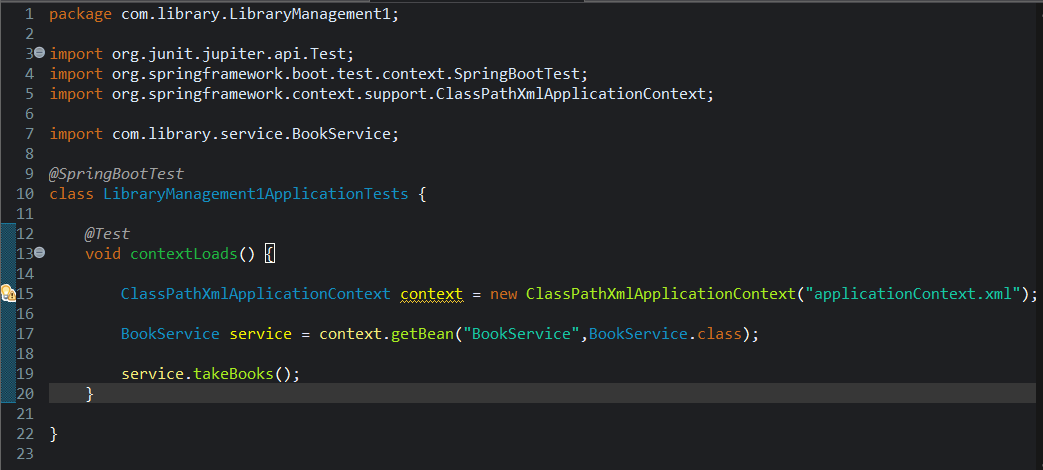 1 package com.library.LibraryManagement1;
2
3 import org.junit.jupiter.api.Test;
4 import org.springframework.boot.test.context.SpringBootTest;
5 import org.springframework.context.support.ClassPathXmlApplicationContext;
6
7 import com.library.service.BookService;
8
9 @SpringBootTest
10 class LibraryManagement1ApplicationTests {
11
12     @Test
13     void contextLoads() {
14
15         ClassPathXmlApplicationContext context = new ClassPathXmlApplicationContext("applicationContext.xml");
16
17         BookService service = context.getBean("BookService",BookService.class);
18
19         service.takeBooks();
20     }
21
22 }
23